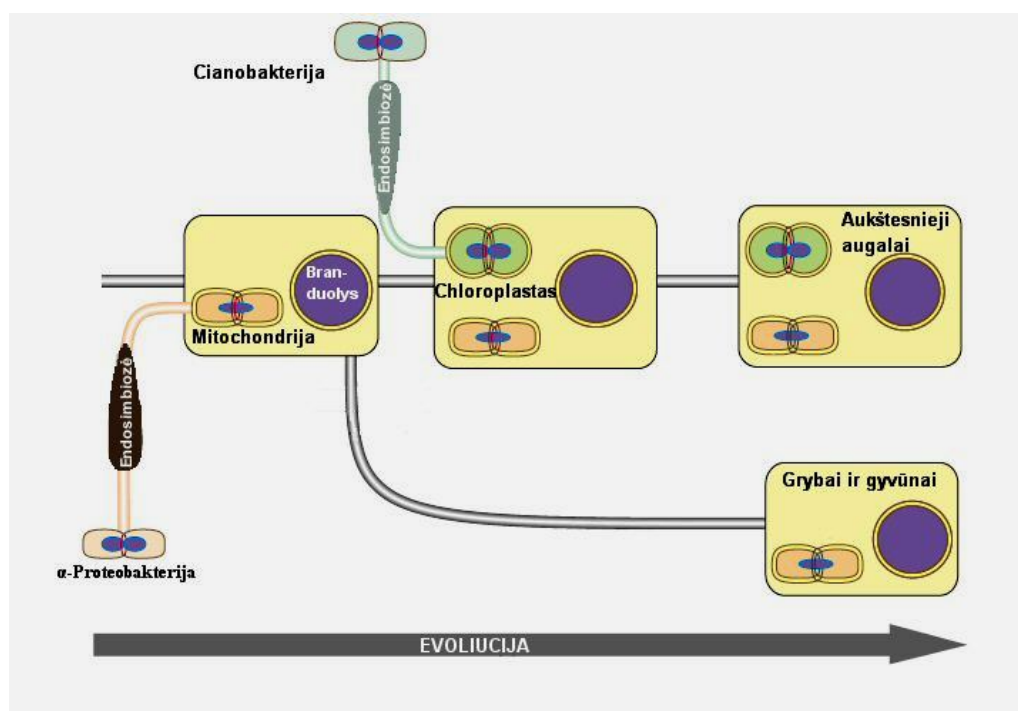 Cianobakterija
Endosimbiozė
Aukštesnieji
augalai
Bran-
duolys
Chloroplastas
Mitochondrija
Endosimbiozė
Grybai ir gyvūnai
α-Proteobakterija
EVOLIUCIJA